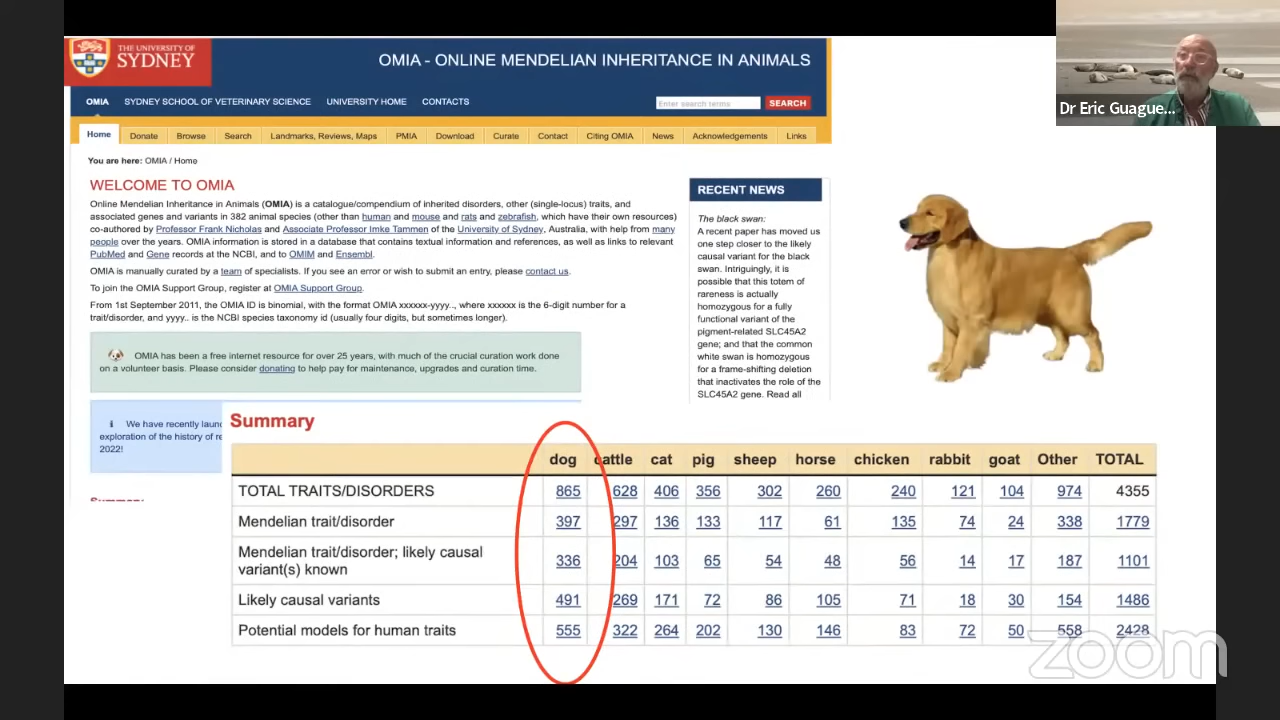 THE UNIVERSITY OF
SYDNEY
OMIA - ONLINE MENDELIAN INHERITANCE IN ANIMALS
OMIA SYDNEY SCHOOL OF VETERINARY SCIENCE UNIVERSITY HOME CONTACTS
Enter search terms SEARCH
Home Donate Browse Search Landmarks, Reviews, Maps PMIA Download Curate Contact Citing OMIA News Acknowledgements Links
You are here: OMIA / Home
WELCOME TO OMIA
Online Mendelian Inheritance in Animals (OMIA) is a catalogue/compendium of inherited disorders, other (single-locus) traits, and
associated genes and variants in 382 animal species (other than human and mouse and rats and zebrafish, which have their own resources)
co-authored by Professor Frank Nicholas and Associate Professor Imke Tammen of the University of Sydney, Australia, with help from many
people over the years. OMIA information is stored in a database that contains textual information and references, as well as links to relevant
PubMed and Gene records at the NCBI, and to OMIM and Ensembl.
OMIA is manually curated by a team of specialists. If you see an error or wish to submit an entry, please contact us.
To join the OMIA Support Group, register at OMIA Support Group.
From 1st September 2011, the OMIA ID is binomial, with the format OMIA xxxxxx-yyyy.., where xxxxxx is the 6-digit number for a
trait/disorder, and yyyy.. is the NCBI species taxonomy id (usually four digits, but sometimes longer).
OMIA has been a free internet resource for over 25 years, with much of the crucial curation work done
on a volunteer basis. Please consider donating to help pay for maintenance, upgrades and curation time.
We have recently
exploration of the history of
2022!
RECENT NEWS
The black swan:
A recent paper has moved us
one step closer to the likely
causal variant for the black
swan. Intriguingly, it is
possible that this totem of
rareness is actually
homozygous for a fully
functional variant of the
pigment-related SLC45A2
gene; and that the common
white swan is homozygous
for a frame-shifting deletion
that inactivates the role of the
SLC45A2 gene. Read all
Dr Eric Guague...
Summary
dog cattle cat pig sheep horse chicken rabbit goat Other TOTAL
TOTAL TRAITS/DISORDERS 865 628 406 356 302 260 240 121 104 974 4355
Mendelian trait/disorder 397 297 136 133 117 61 135 74 24 338 1779
Mendelian trait/disorder; likely causal
variant(s) known 336 204 103 65 54 48 56 14 17 187 1101
Likely causal variants 491 269 171 72 86 105 71 18 30 154 1486
Potential models for human traits 555 322 264 202 130 146 83 72 50 558 2428
zoom